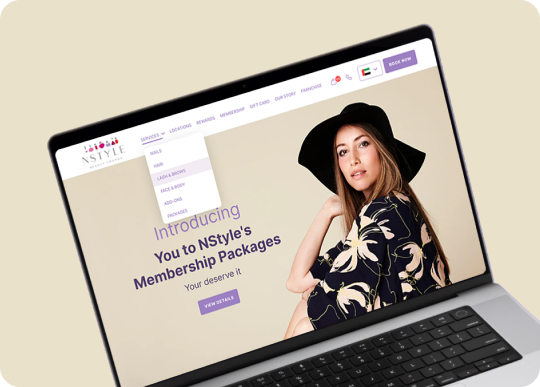 NSTYLE
BEAUTY LOUNGE
SERVICES
LOCATIONS
REWARDS
MEMBERSHIP
GIFT CARD
OUR STORY
FRANCHISE
BOOK NOW
NAILS
HAIR
LASH & BROWS
FACE & BODY
ADD-ONS
PACKAGES
Introducing
You to NStyle's
Membership Packages
Your deserve it
VIEW DETAILS